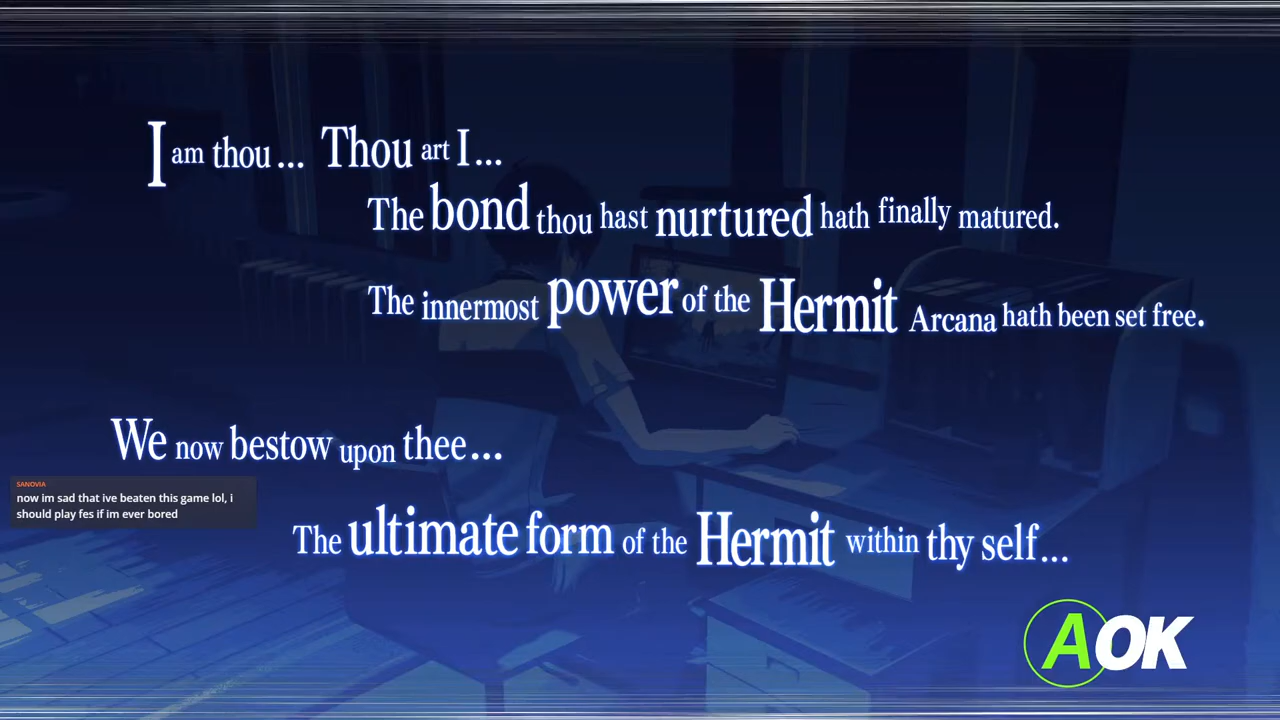 I am thou... Thou art I...
The bond thou hast nurtured hath finally matured.
The innermost power of the Hermit Arcana hath been set free.
We now bestow upon thee...
SANOVIA
now im sad that ive beaten this game lol, i
should play fes if im ever bored
The ultimate form of the Hermit within thy self...
A OK